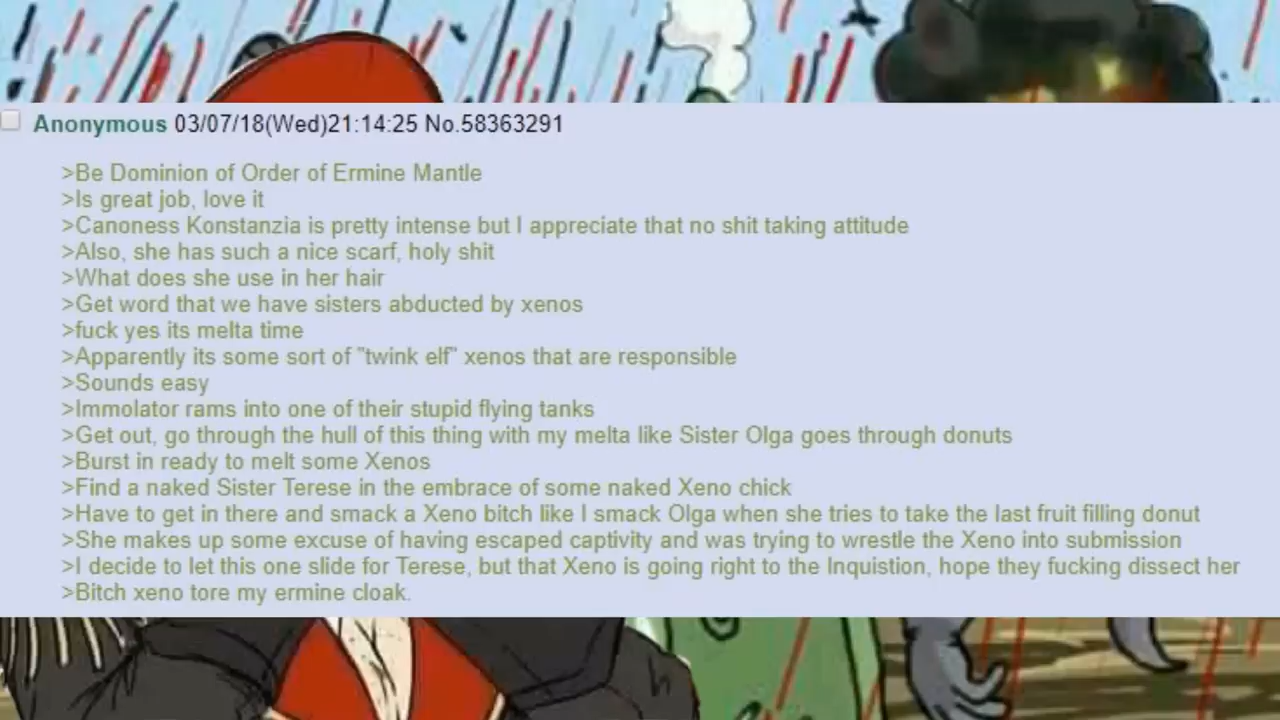 Anonymous 03/07/18(Wed)21:14:25 No.58363291
>Be Dominion of Order of Ermine Mantle
>Is great job, love it
>Canoness Konstanzia is pretty intense but I appreciate that no shit taking attitude
>Also, she has such a nice scarf, holy shit
>What does she use in her hair
>Get word that we have sisters abducted by xenos
>fuck yes its melta time
>Apparently its some sort of "twink elf" xenos that are responsible
>Sounds easy
>Immolator rams into one of their stupid flying tanks
>Get out, go through the hull of this thing with my melta like Sister Olga goes through donuts
>Burst in ready to melt some Xenos
>Find a naked Sister Terese in the embrace of some naked Xeno chick
>Have to get in there and smack a Xeno bitch like I smack Olga when she tries to take the last fruit filling donut
>She makes up some excuse of having escaped captivity and was trying to wrestle the Xeno into submission
>I decide to let this one slide for Terese, but that Xeno is going right to the Inquistion, hope they fucking dissect her
>Bitch xeno tore my ermine cloak.